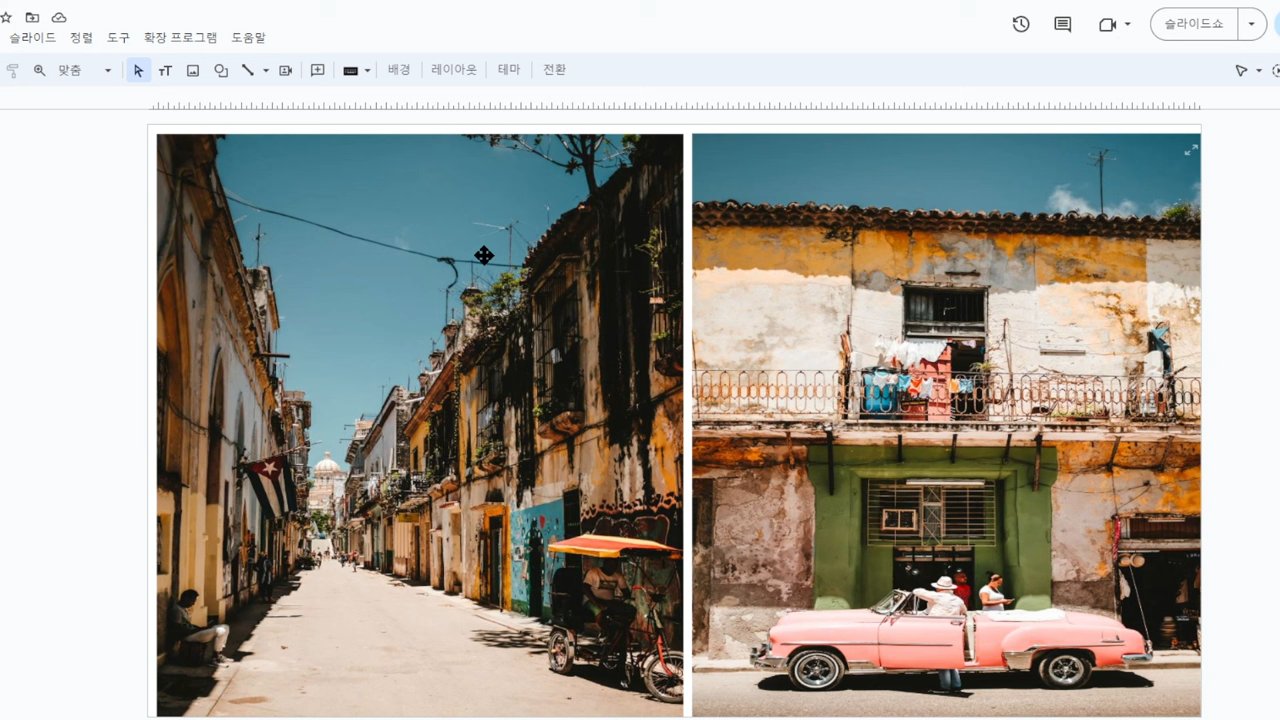 슬라이드 정렬 도구 확장 프로그램 도움말
슬라이드쇼
맞춤 배경 레이아웃 테마 전환